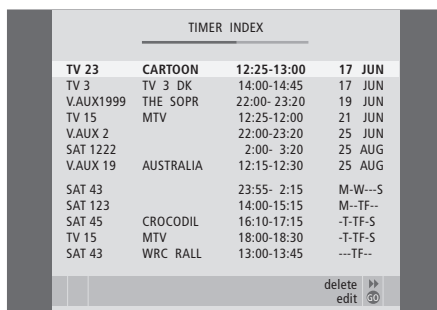 TIMER INDEX
TV 23 CARTOON 12:25-13:00 17 JUN
TV 3 TV 3 DK 14:00-14:45 17 JUN
V.AUX1999 THE SOPR 22:00- 23:20 19 JUN
TV 15 MTV 12:25-12:00 21 JUN
V.AUX 2 22:00-23:20 25 JUN
SAT 1222 2:00- 3:20 25 AUG
V.AUX 19 AUSTRALIA 12:15-12:30 25 AUG
SAT 43 23:55- 2:15 M-W---S
SAT 123 14:00-15:15 M--TF--
SAT 45 CROCODIL 16:10-17:15 -T-TF-S
TV 15 MTV 18:00-18:30 -T-TF-S
SAT 43 WRC RALL 13:00-13:45 ---TF--
delete
edit GO